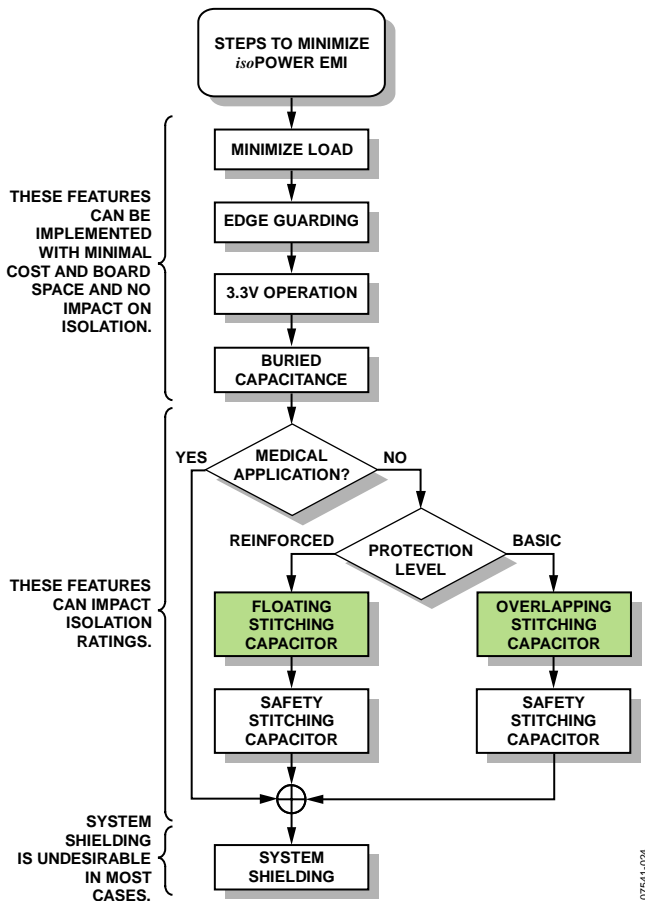 STEPS TO MINIMIZE
isoPOWER EMI
MINIMIZE LOAD
EDGE GUARDING
3.3V OPERATION
BURIED
CAPACITANCE
THESE FEATURES
CAN BE
IMPLEMENTED
WITH MINIMAL
COST AND BOARD
SPACE AND NO
IMPACT ON
ISOLATION.
YES
MEDICAL
APPLICATION?
NO
REINFORCED
PROTECTION
LEVEL
BASIC
FLOATING
STITCHING
CAPACITOR
OVERLAPPING
STITCHING
CAPACITOR
SAFETY
STITCHING
CAPACITOR
SAFETY
STITCHING
CAPACITOR
THESE FEATURES
CAN IMPACT
ISOLATION
RATINGS.
SYSTEM
SHIELDING
IS UNDESIRABLE
IN MOST
CASES.
SYSTEM
SHIELDING
07541-024